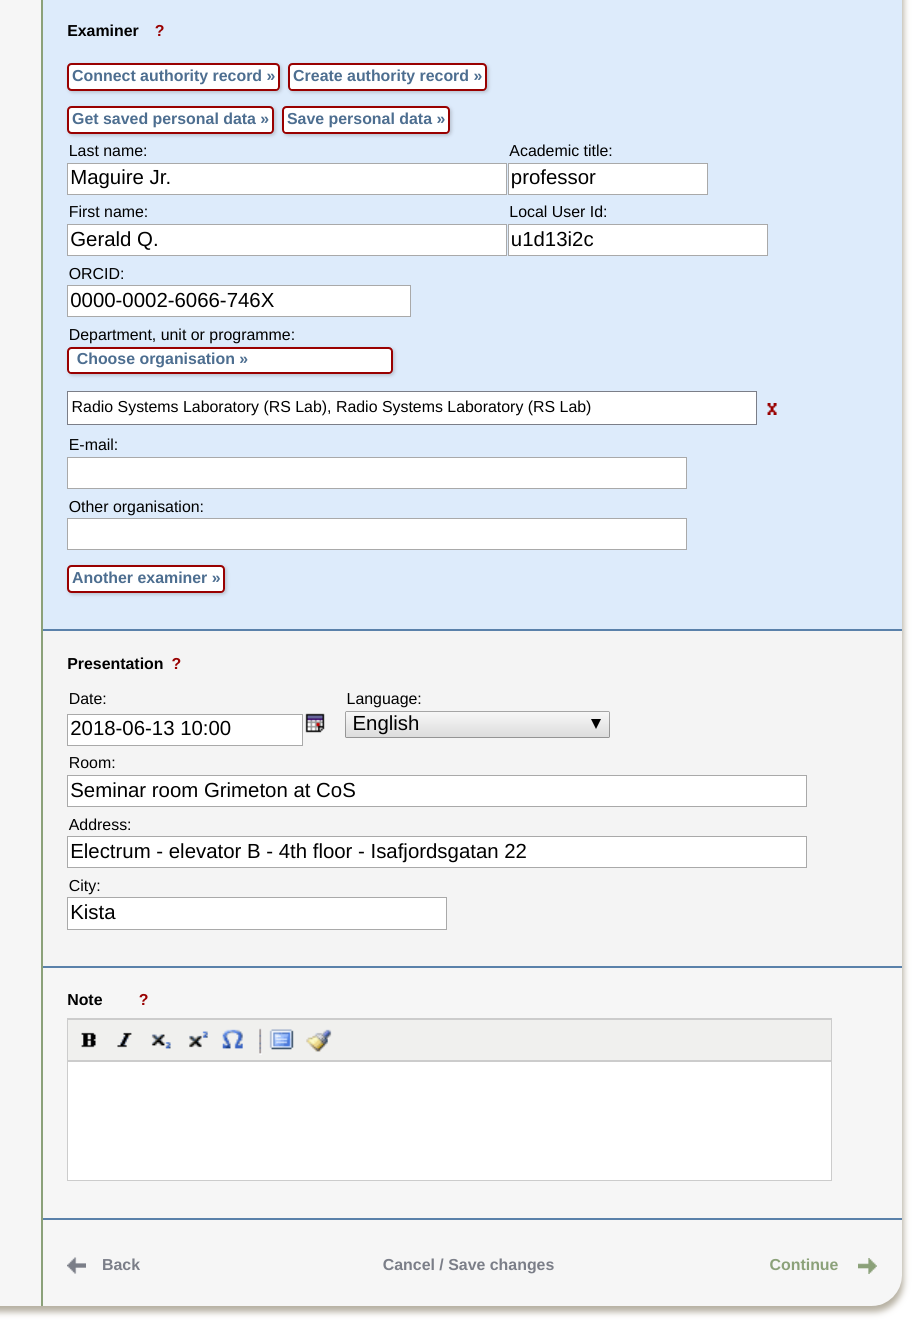 Examiner ?
Connect authority record » Create authority record »
Get saved personal data » Save personal data »
Last name: Academic title:
Maguire Jr. professor
First name: Local User Id:
Gerald Q. u1d13i2c
ORCID:
0000-0002-6066-746X
Department, unit or programme:
Choose organisation »
Radio Systems Laboratory (RS Lab), Radio Systems Laboratory (RS Lab) x
E-mail:
Other organisation:
Another examiner »
Presentation ?
Date: Language:
2018-06-13 10:00 English
Room:
Seminar room Grimeton at CoS
Address:
Electrum - elevator B - 4th floor - Isafjordsgatan 22
City:
Kista
Note ?
B I x₂ x² Ω
Back Cancel / Save changes Continue